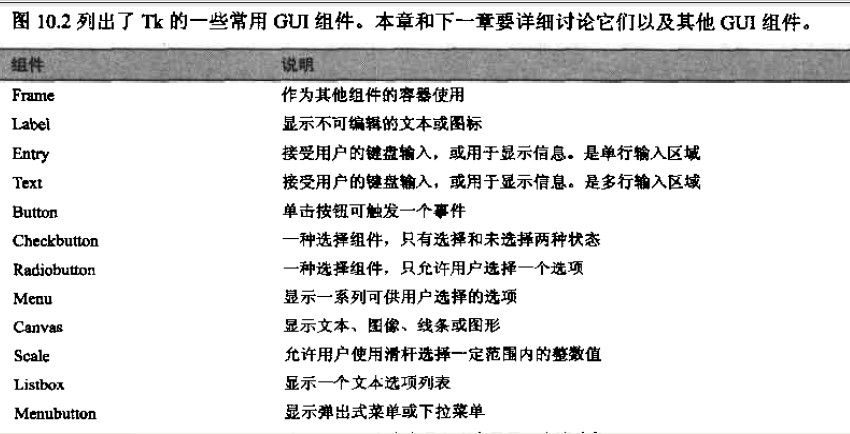 图 10.2 列出了 Tk 的一些常用 GUI 组件。本章和下一章要详细讨论它们以及其他 GUI 组件。
组件 说明
Frame 作为其他组件的容器使用
Label 显示不可编辑的文本或图标
Entry 接受用户的键盘输入，或用于显示信息。是单行输入区域
Text 接受用户的键盘输入，或用于显示信息。是多行输入区域
Button 单击按钮可触发一个事件
Checkbutton 一种选择组件，只有选择和未选择两种状态
Radiobutton 一种选择组件，只允许用户选择一个选项
Menu 显示一系列可供用户选择的选项
Canvas 显示文本、图像、线条或图形
Scale 允许用户使用滑杆选择一定范围内的整数值
Listbox 显示一个文本选项列表
Menubutton 显示弹出式菜单或下拉菜单